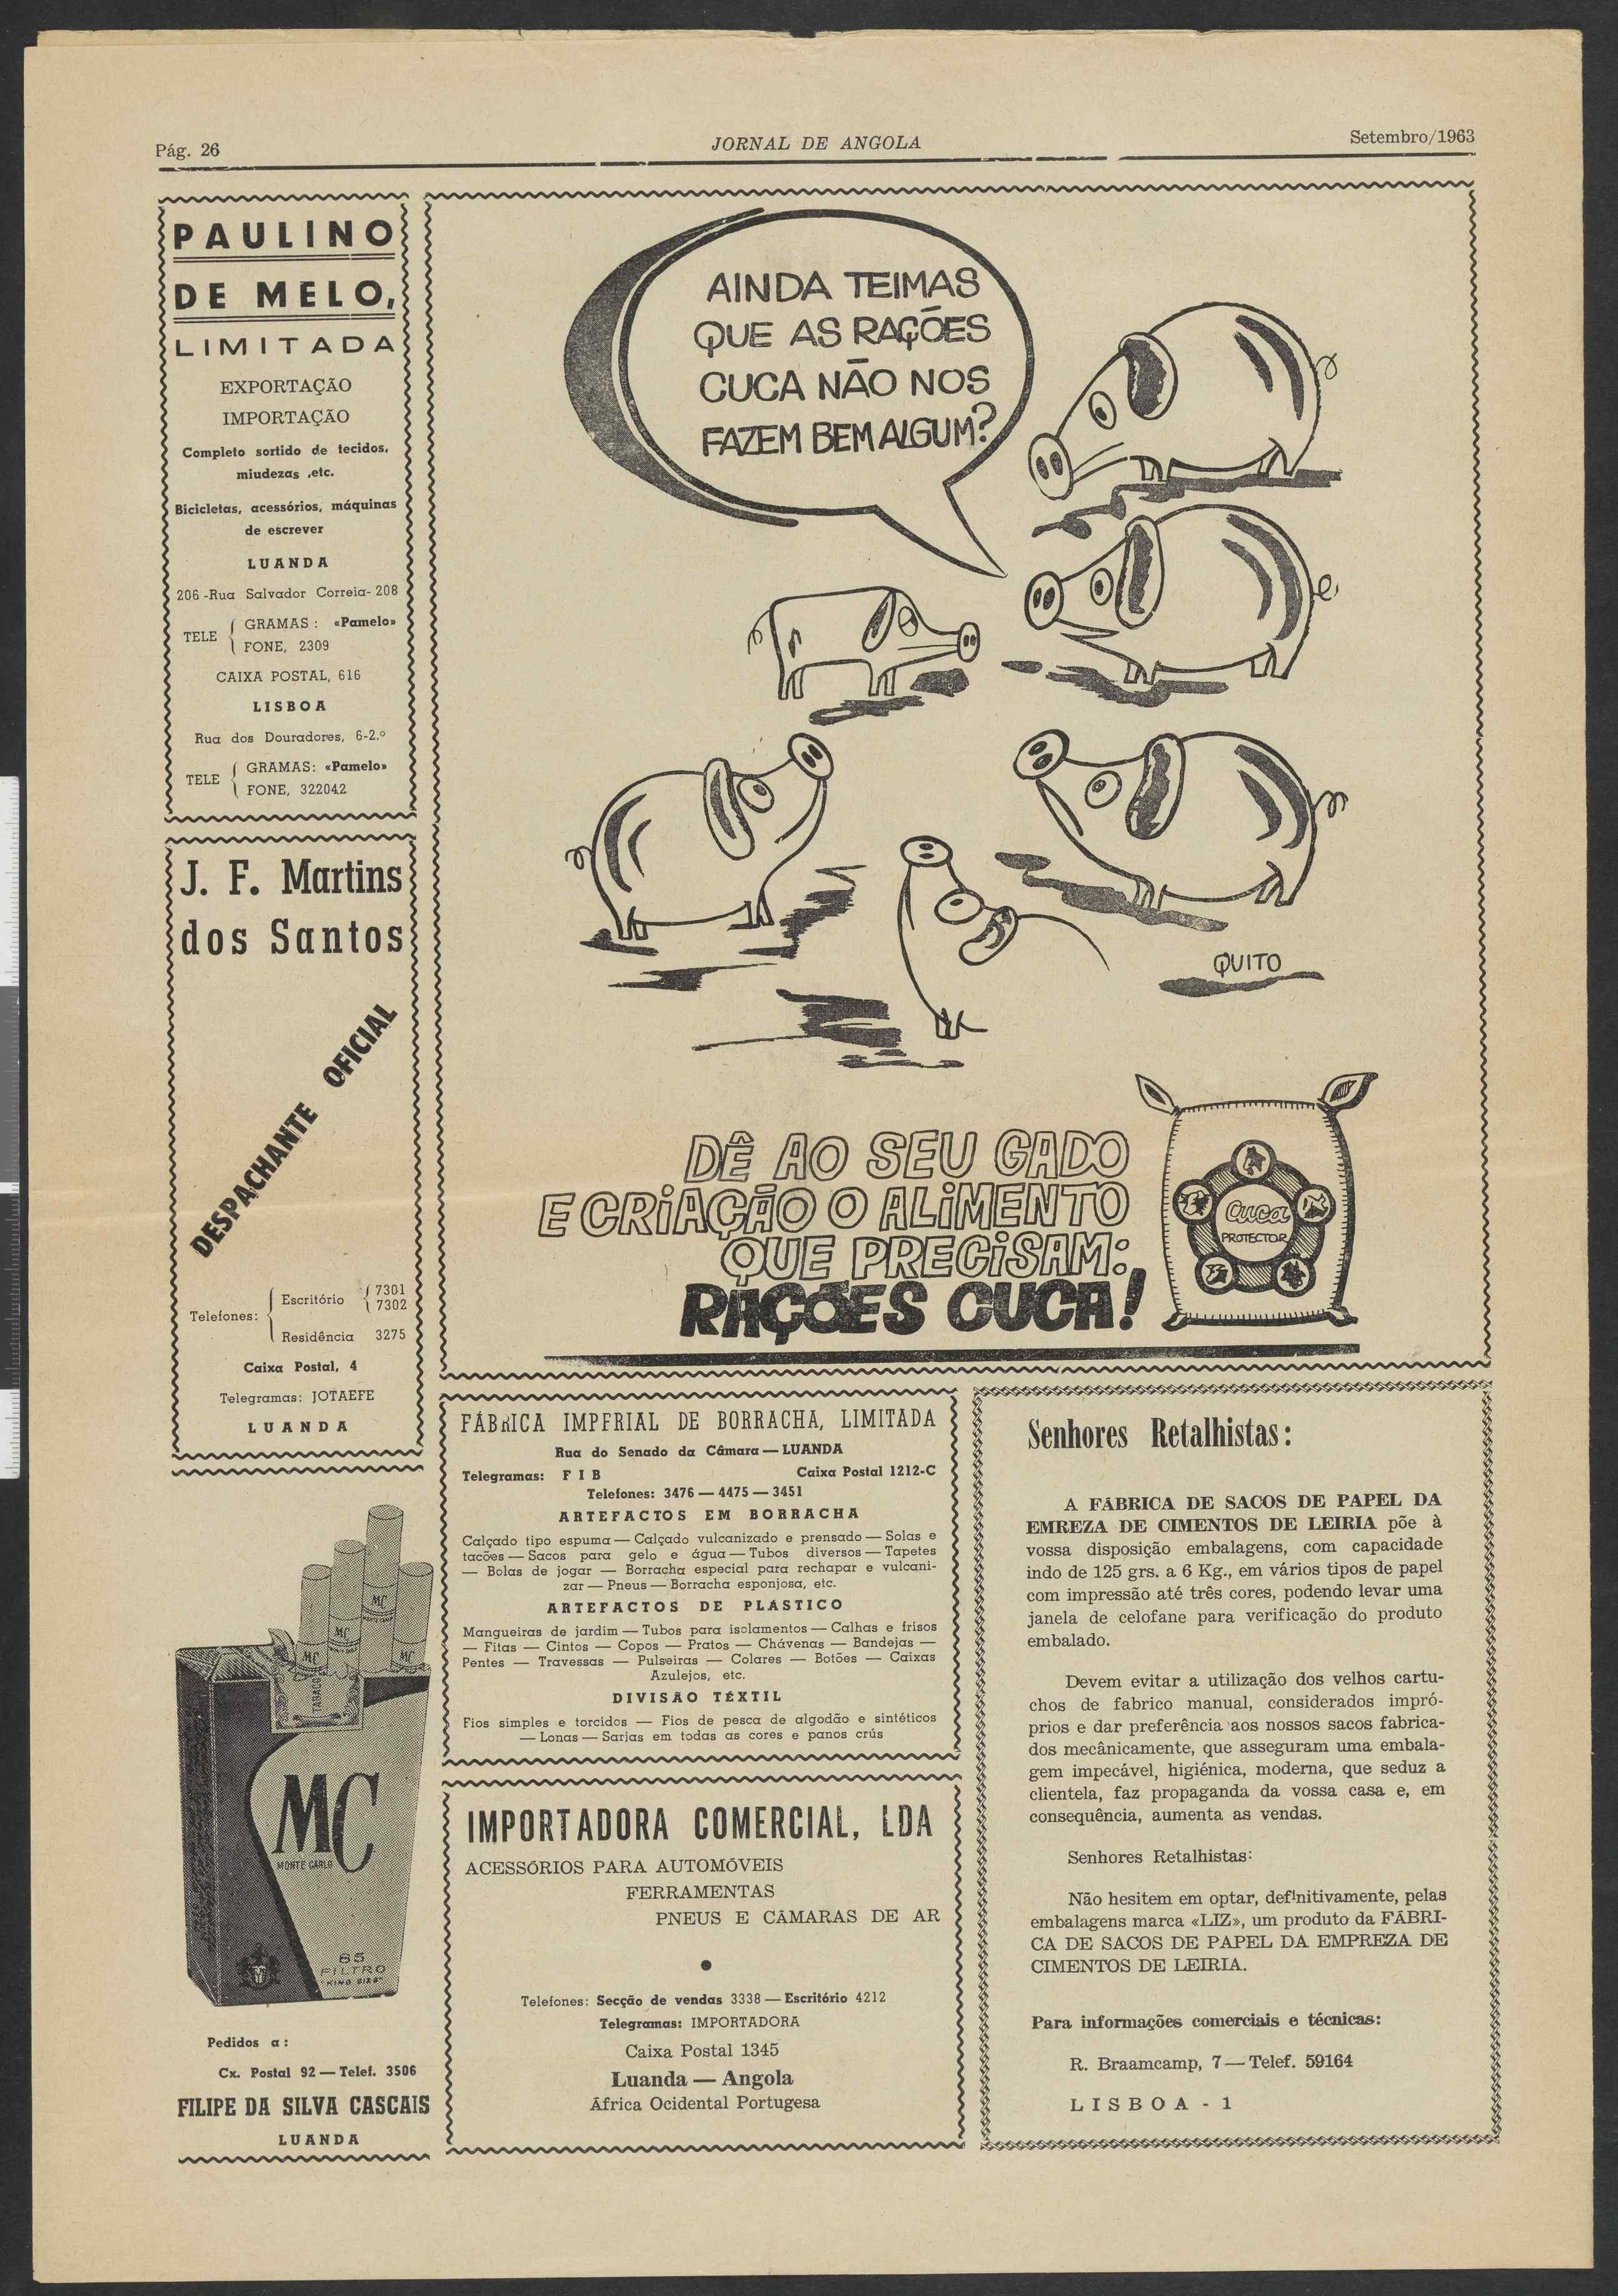 Pág. 26
JORNAL DE ANGOLA
Setembro/1963
PAULINO
DE MELO,
LIMITADA
EXPORTAÇÃO
IMPORTAÇÃO
Completo sortido de tecidos,
miudezas ,etc.
Bicicletas, acessórios, máquinas
de escrever
LUANDA
206 -Rua Salvador Correia- 208
TELE { GRAMAS : «Pamelo»
FONE, 2309
CAIXA POSTAL, 616
LISBOA
Rua dos Douradores, 6-2.º
TELE { GRAMAS: «Pamelo»
FONE, 322042
J. F. Martins
dos Santos
DESPACHANTE OFICIAL
Telefones: { Escritório { 7301
7302
Residência 3275
Caixa Postal, 4
Telegramas: JOTAEFE
LUANDA
MC
MONTE CARLO
MC
MC
MC
TABACO
MC
MONTE CARLO
85
FILTRO
"KING SIZE"
Pedidos a :
Cx. Postal 92 — Telef. 3506
FILIPE DA SILVA CASCAIS
LUANDA
AINDA TEIMAS
QUE AS RAÇÕES
CUCA NÃO NOS
FAZEM BEM ALGUM?
QUITO
DÊ AO SEU GADO
E CRiAÇÃO O ALiMENTO
QUE PRECiSAM:
RAÇÕES CUCA!
Cuca
PROTECTOR
FÁBRICA IMPFRIAL DE BORRACHA, LIMITADA
Rua do Senado da Câmara — LUANDA
Telegramas: F I B Caixa Postal 1212-C
Telefones: 3476 — 4475 — 3451
ARTEFACTOS EM BORRACHA
Calçado tipo espuma — Calçado vulcanizado e prensado — Solas e
tacões — Sacos para gelo e água — Tubos diversos — Tapetes
— Bolas de jogar — Borracha especial para rechapar e vulcani-
zar — Pneus — Borracha esponjosa, etc.
ARTEFACTOS DE PLÁSTICO
Mangueiras de jardim — Tubos para isolamentos — Calhas e frisos
— Fitas — Cintos — Copos — Pratos — Chávenas — Bandejas —
Pentes — Travessas — Pulseiras — Colares — Botões — Caixas
Azulejos, etc.
DIVISÃO TÊXTIL
Fios simples e torcidos — Fios de pesca de algodão e sintéticos
— Lonas — Sarjas em todas as cores e panos crús
IMPORTADORA COMERCIAL, LDA
ACESSÓRIOS PARA AUTOMÓVEIS
FERRAMENTAS
PNEUS E CÂMARAS DE AR
Telefones: Secção de vendas 3338 — Escritório 4212
Telegramas: IMPORTADORA
Caixa Postal 1345
Luanda — Angola
África Ocidental Portugesa
Senhores Retalhistas :
A FÁBRICA DE SACOS DE PAPEL DA
EMREZA DE CIMENTOS DE LEIRIA põe à
vossa disposição embalagens, com capacidade
indo de 125 grs. a 6 Kg., em vários tipos de papel
com impressão até três cores, podendo levar uma
janela de celofane para verificação do produto
embalado.
Devem evitar a utilização dos velhos cartu-
chos de fabrico manual, considerados impró-
prios e dar preferência aos nossos sacos fabrica-
dos mecânicamente, que asseguram uma embala-
gem impecável, higiénica, moderna, que seduz a
clientela, faz propaganda da vossa casa e, em
consequência, aumenta as vendas.
Senhores Retalhistas:
Não hesitem em optar, definitivamente, pelas
embalagens marca «LIZ», um produto da FÁBRI-
CA DE SACOS DE PAPEL DA EMPREZA DE
CIMENTOS DE LEIRIA.
Para informações comerciais e técnicas:
R. Braamcamp, 7 — Telef. 59164
LISBOA - 1